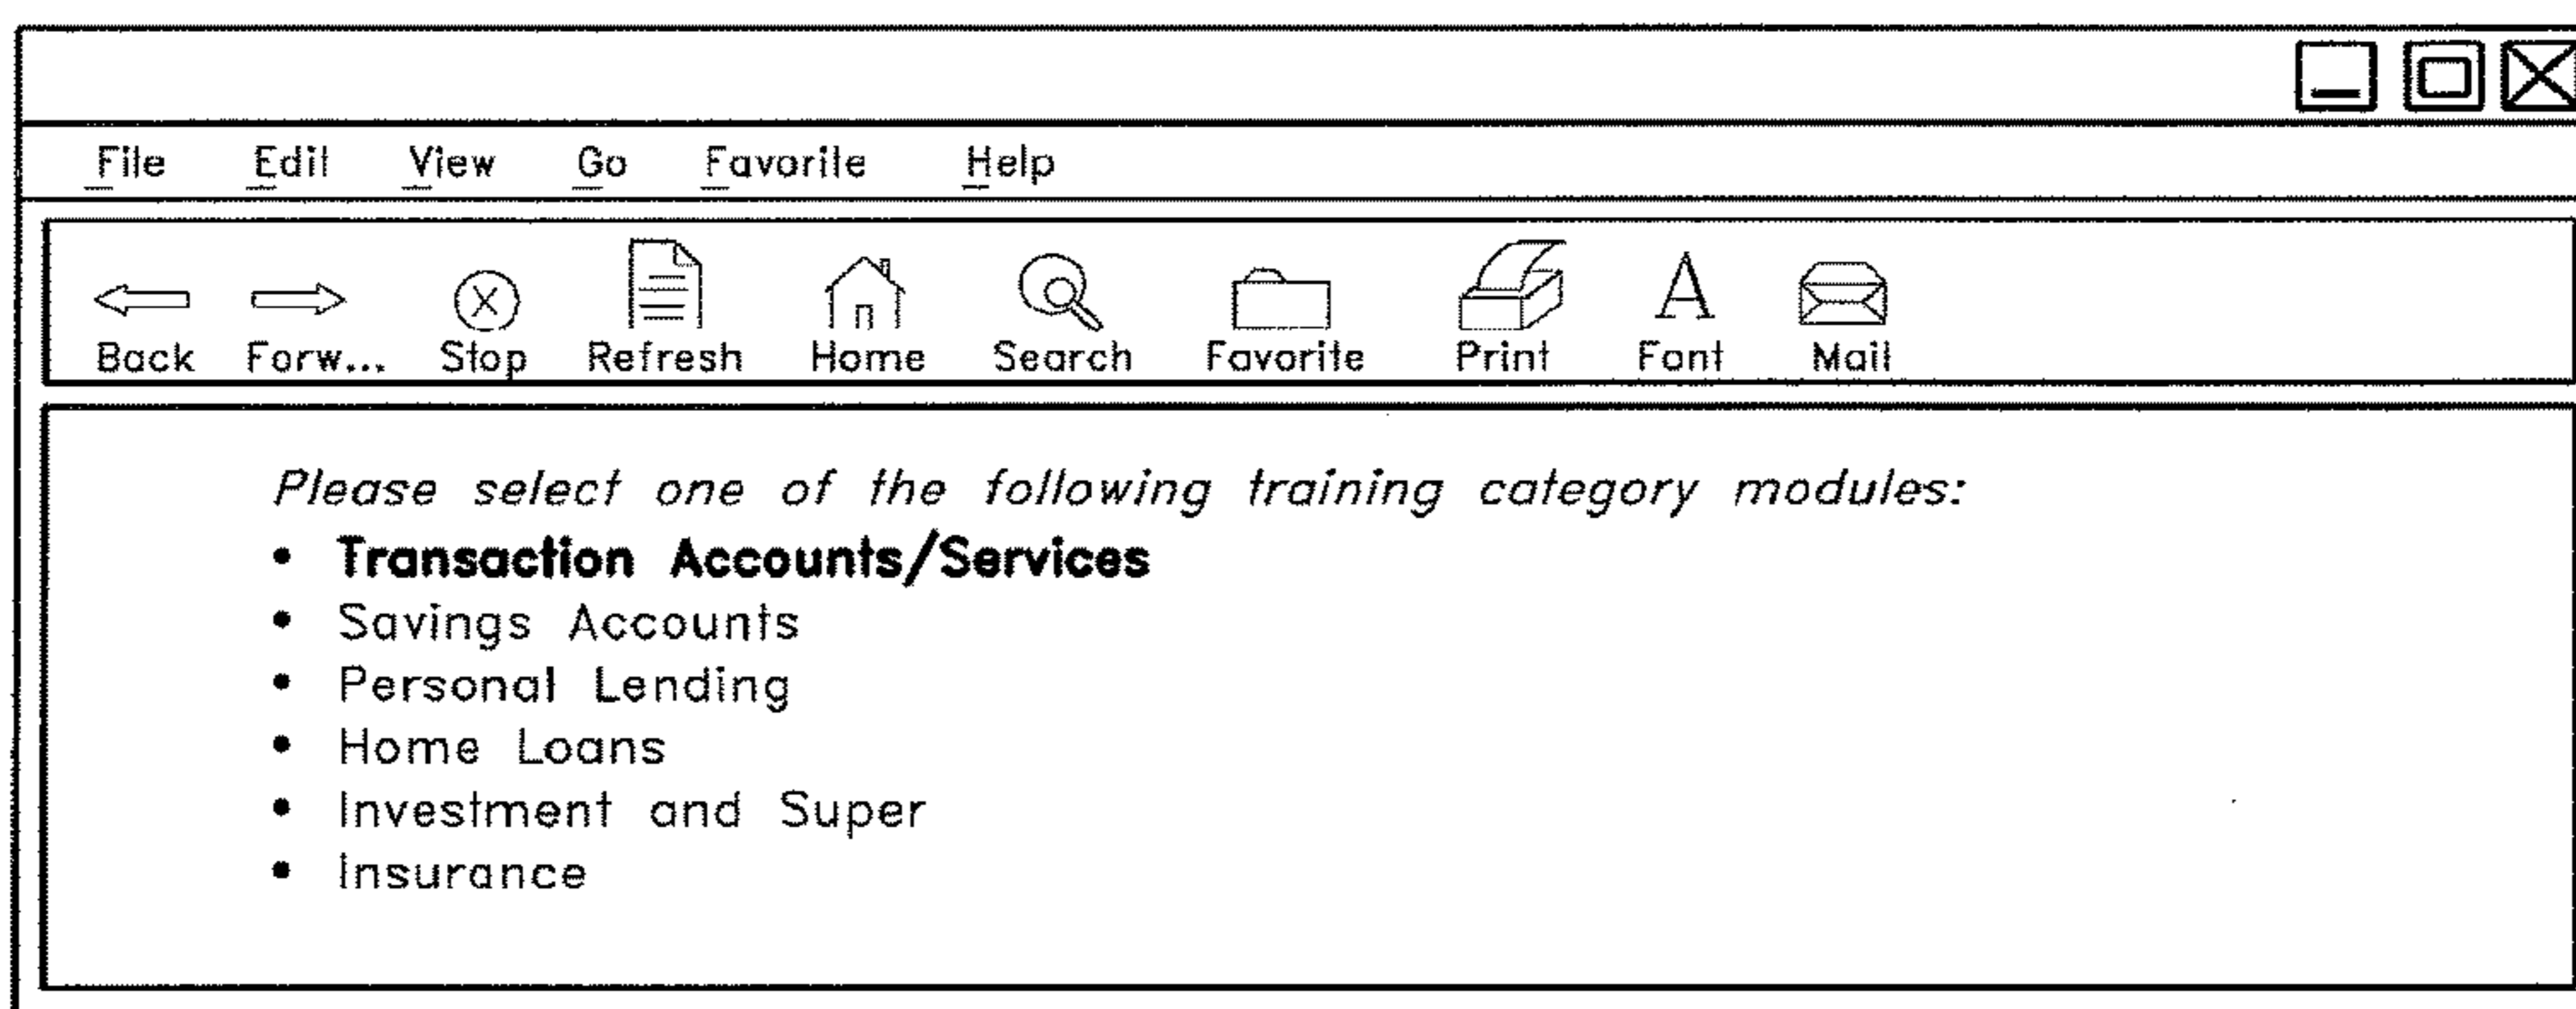 File Edit View Go Favorite Help
Back Forw... Stop Refresh Home Search Favorite Print Font Mail
Please select one of the following training category modules:
• Transaction Accounts/Services
• Savings Accounts
• Personal Lending
• Home Loans
• Investment and Super
• Insurance